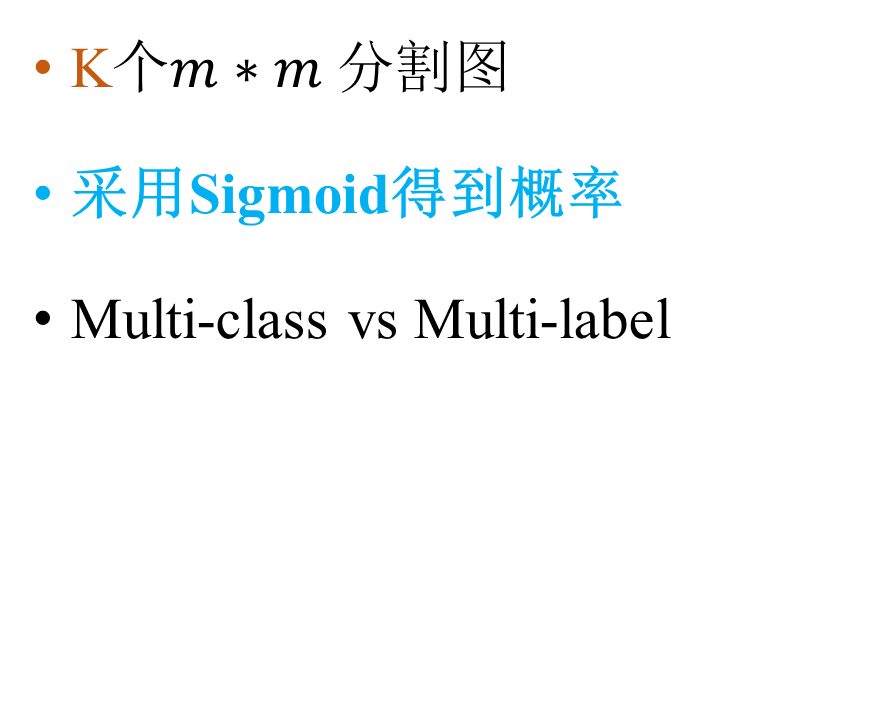 • K个𝑚 ∗ 𝑚 分割图
• 采用Sigmoid得到概率
• Multi-class vs Multi-label